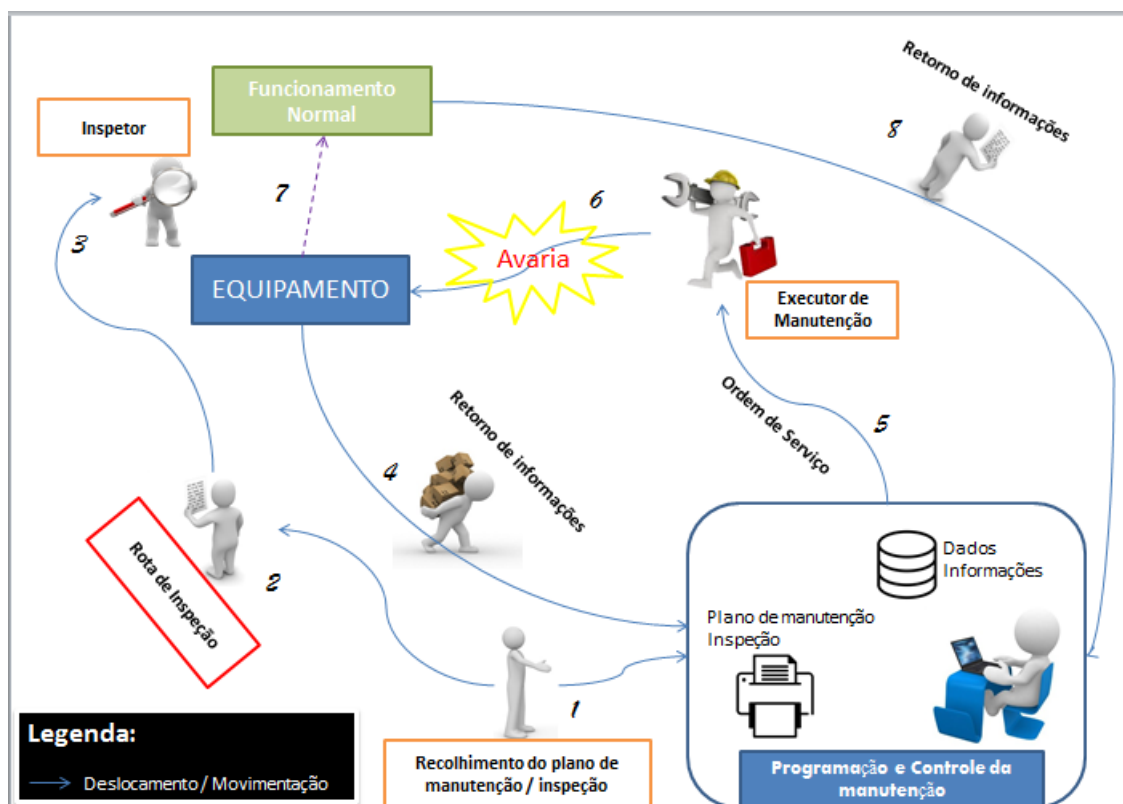 Funcionamento
Normal
Inspetor
Retorno de informações
8
7
6
3
Avaria
EQUIPAMENTO
Executor de
Manutenção
Ordem de Serviço
5
Retorno de informações
4
Rota de Inspeção
2
Dados
Informações
Plano de manutenção
Inspeção
1
Legenda:
Deslocamento / Movimentação
Recolhimento do plano de
manutenção / inspeção
Programação e Controle da
manutenção